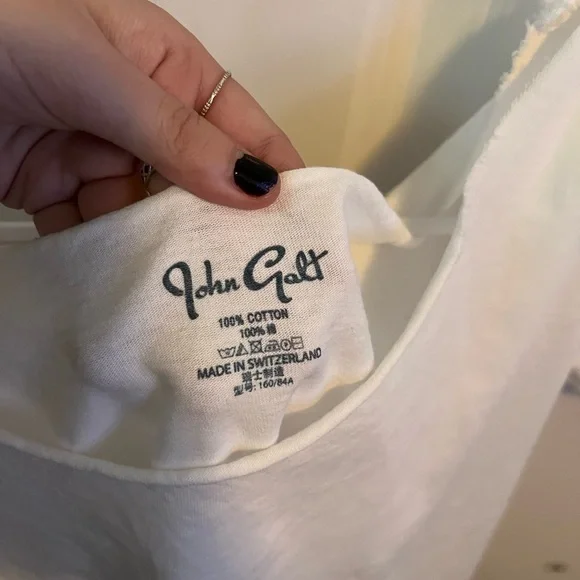 John Galt
100% COTTON
100% 棉
MADE IN SWITZERLAND
瑞士制造
型号: 160/84A